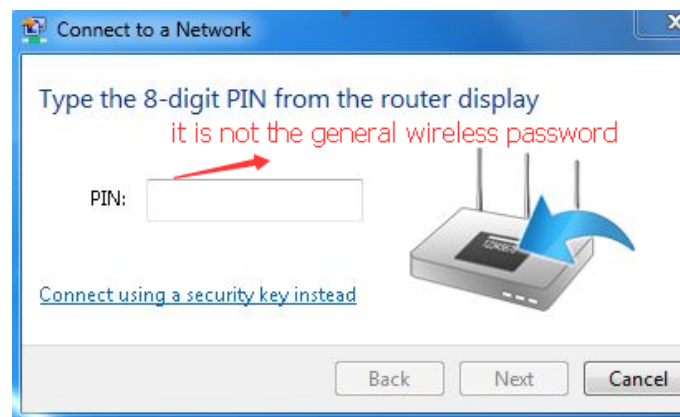 Connect to a Network
X
Type the 8-digit PIN from the router display
it is not the general wireless password
PIN:
12345670
Connect using a security key instead
Back Next Cancel